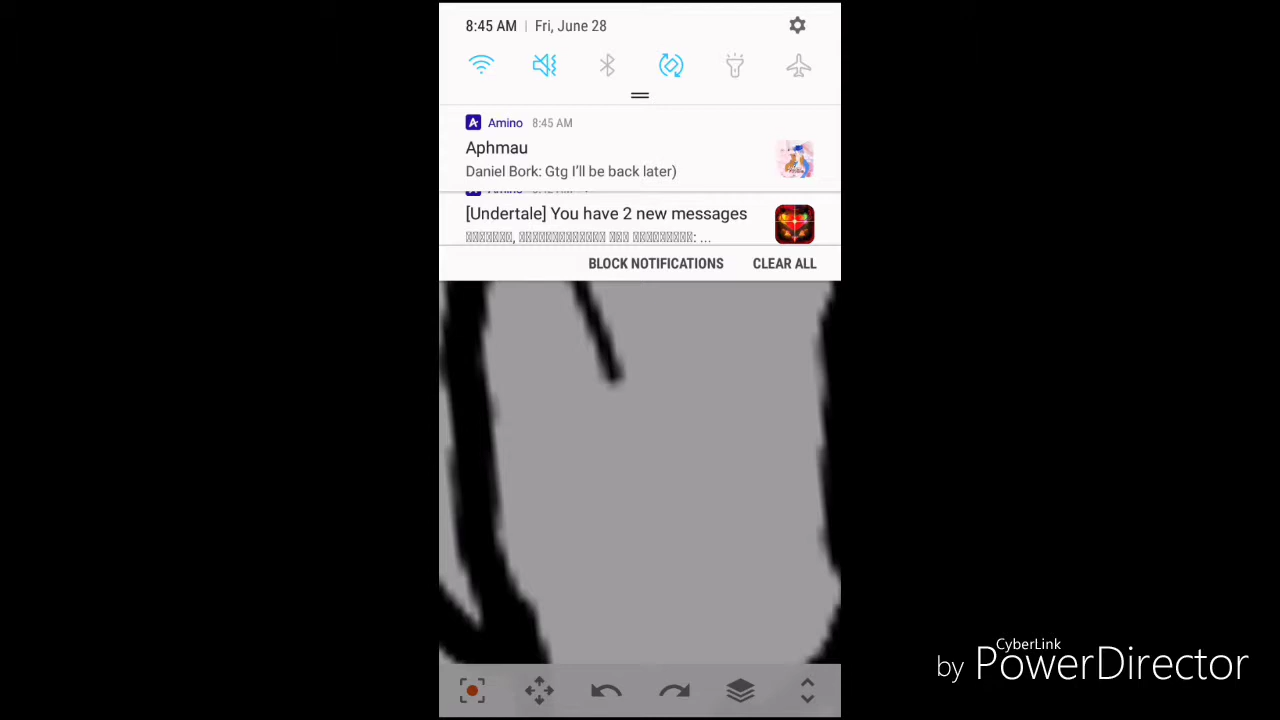 8:45 AM | Fri, June 28
Amino 8:45 AM
Aphmau
Daniel Bork: Gtg I'll be back later)
Amino
[Undertale] You have 2 new messages
BLOCK NOTIFICATIONS CLEAR ALL
CyberLink
by PowerDirector